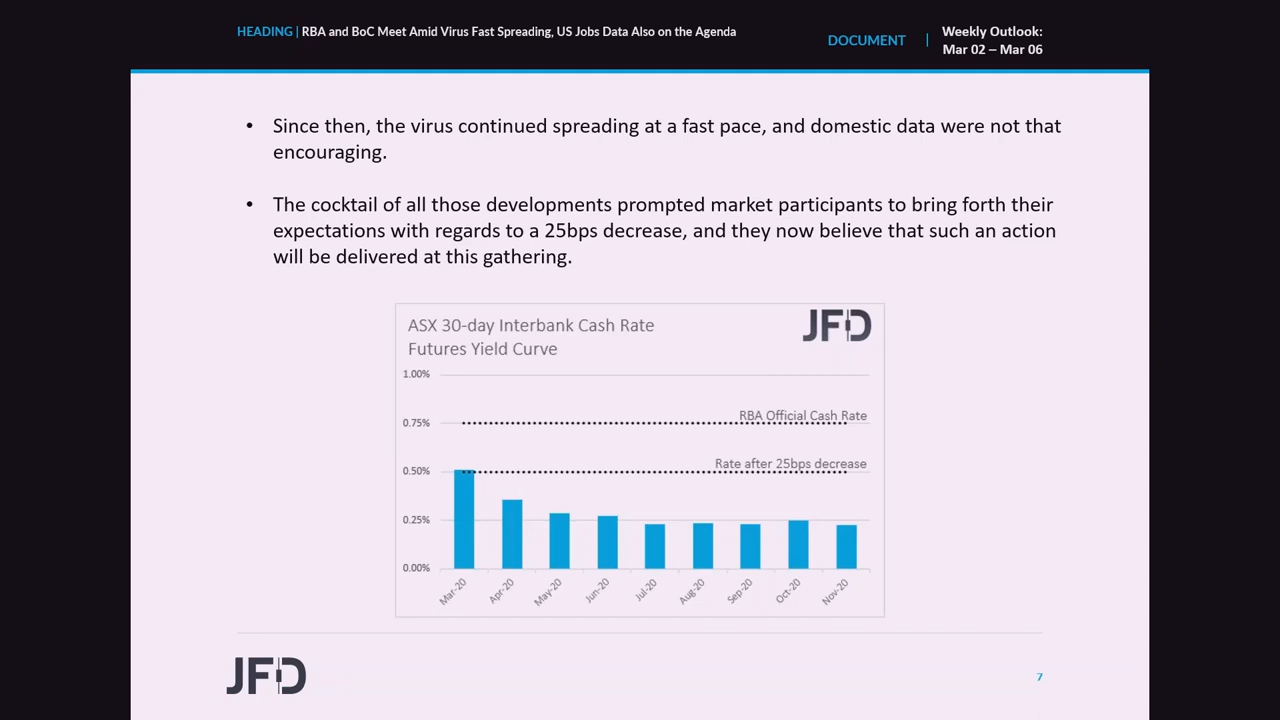 HEADING | RBA and BoC Meet Amid Virus Fast Spreading, US Jobs Data Also on the Agenda
DOCUMENT | Weekly Outlook:
Mar 02 – Mar 06
• Since then, the virus continued spreading at a fast pace, and domestic data were not that
encouraging.
• The cocktail of all those developments prompted market participants to bring forth their
expectations with regards to a 25bps decrease, and they now believe that such an action
will be delivered at this gathering.
ASX 30-day Interbank Cash Rate
Futures Yield Curve
JFD
1.00%
RBA Official Cash Rate
0.75%
Rate after 25bps decrease
0.50%
0.25%
0.00%
Mar-20 Apr-20 May-20 Jun-20 Jul-20 Aug-20 Sep-20 Oct-20 Nov-20
JFD
7